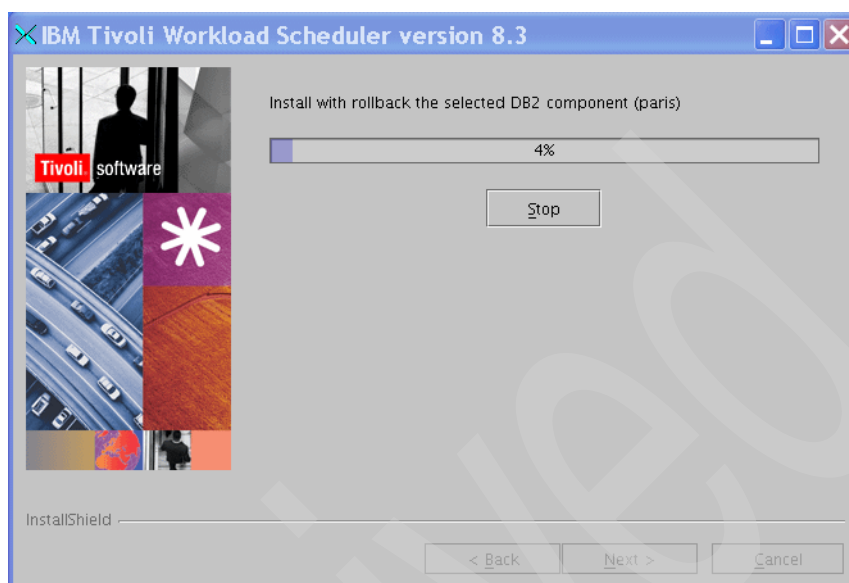 IBM Tivoli Workload Scheduler version 8.3
Install with rollback the selected DB2 component (paris)
4%
Stop
Tivoli. software
InstallShield
< Back Next > Cancel